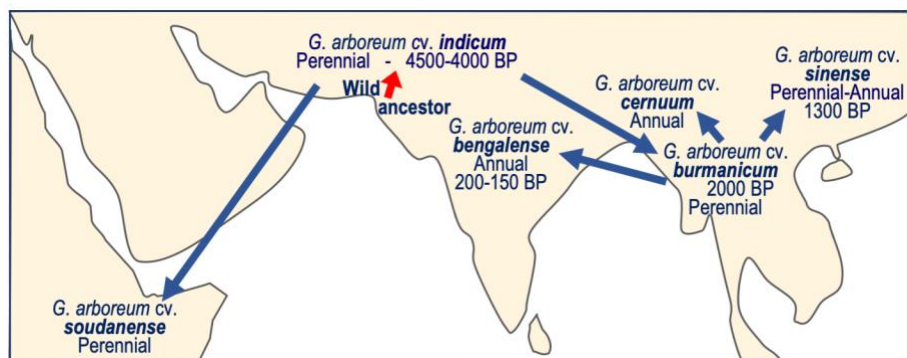 G. arboreum cv. indicum
Perennial - 4500-4000 BP
Wild
ancestor
G. arboreum cv.
bengalense
Annual
200-150 BP
G. arboreum cv.
cernuum
Annual
G. arboreum cv.
sinense
Perennial-Annual
1300 BP
G. arboreum cv.
burmanicum
2000 BP
Perennial
G. arboreum cv.
soudanense
Perennial